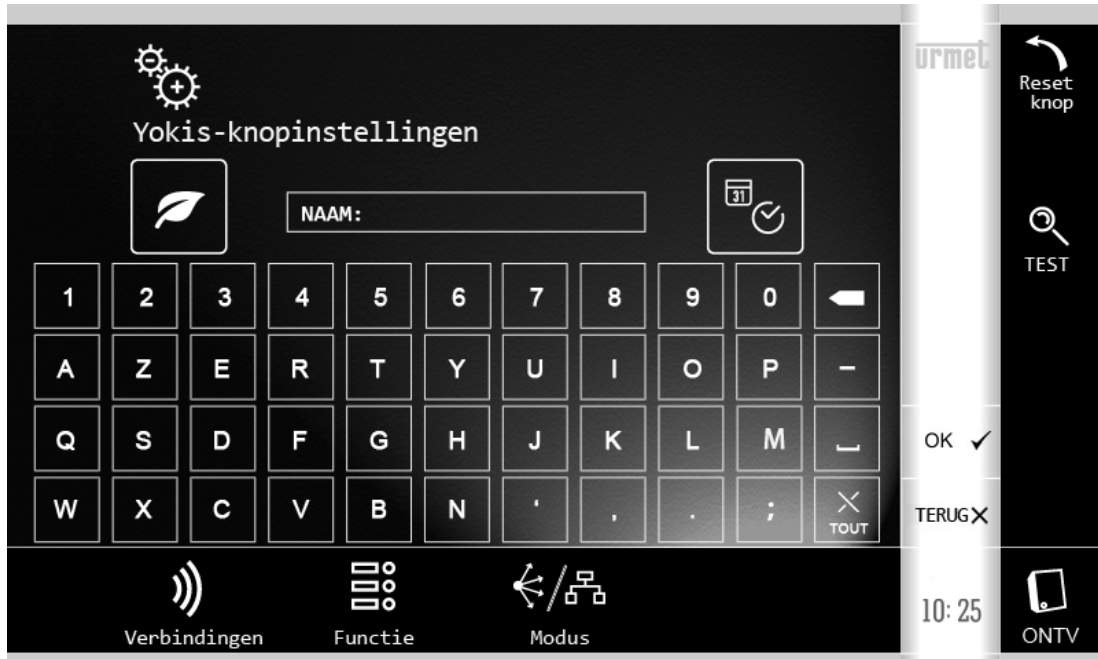 urmet
Reset
knop
Yokis-knopinstellingen
31
NAAM:
TEST
1 2 3 4 5 6 7 8 9 0
A Z E R T Y U I O P -
Q S D F G H J K L M
OK
W X C V B N ' , . ;
TOUT
TERUG
10:25
Verbindingen Functie Modus
ONTV